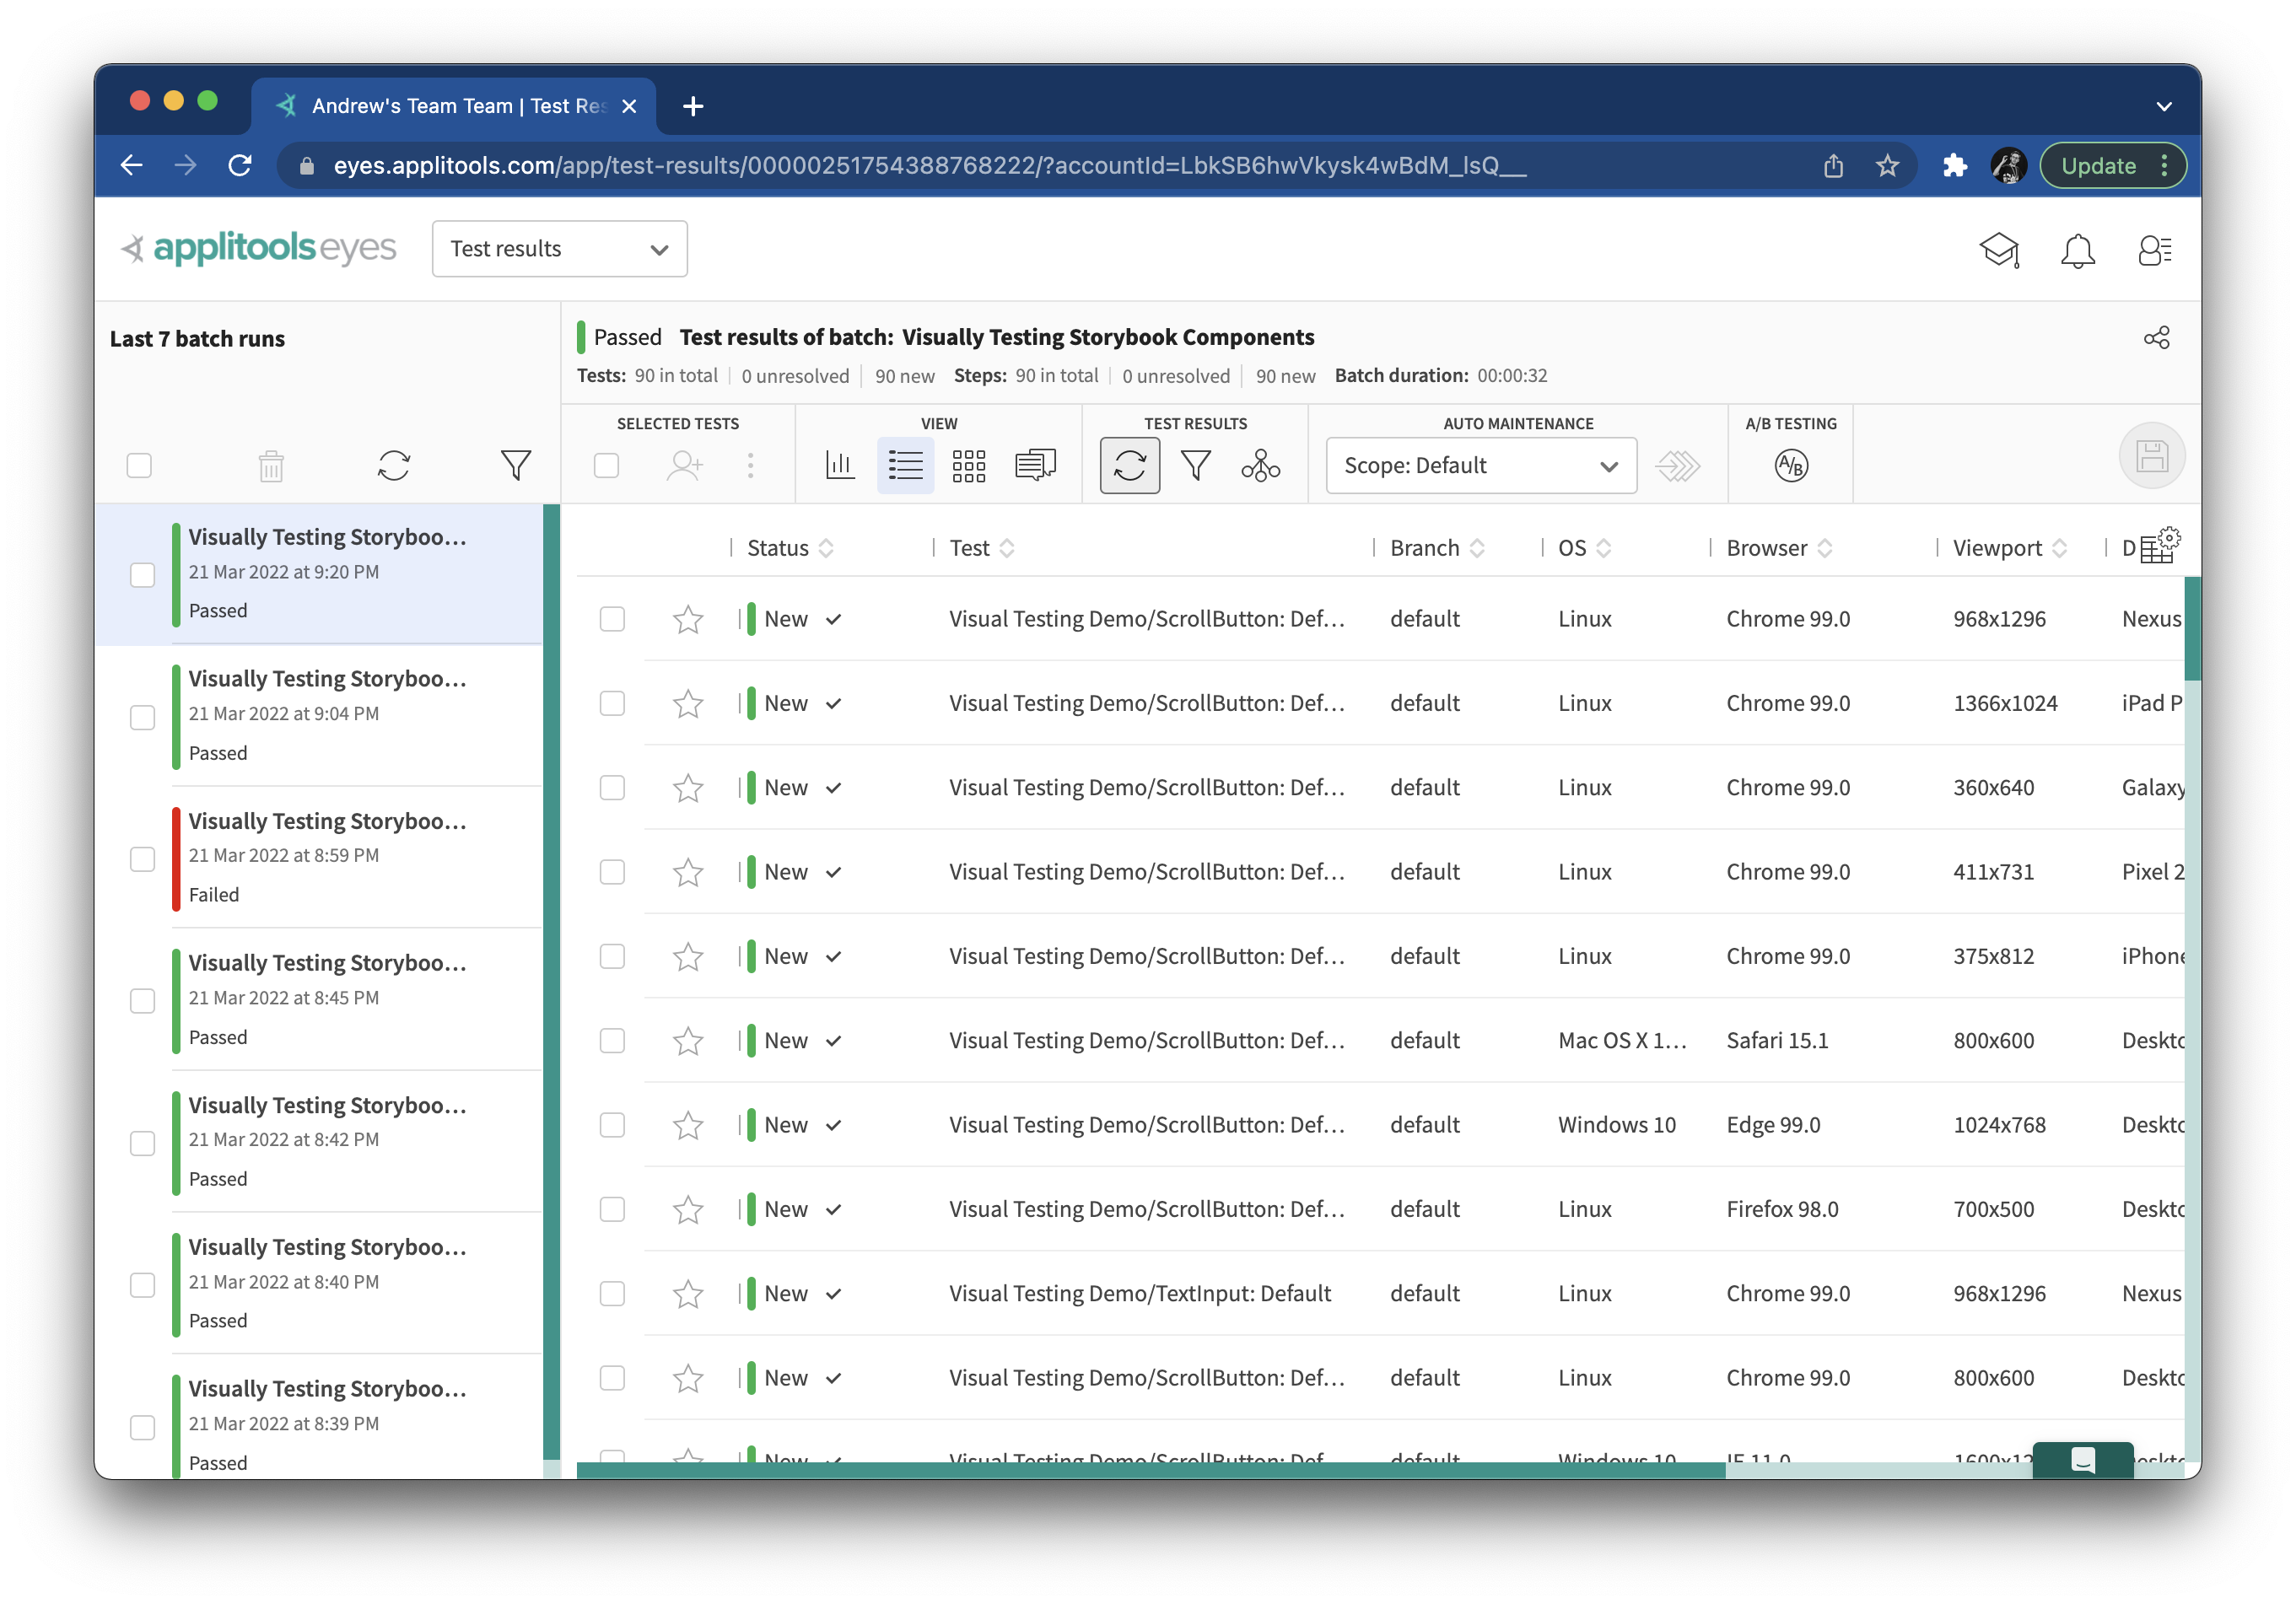 Andrew's Team Team | Test Res
eyes.applitools.com/app/test-results/00000251754388768222/?accountId=LbkSB6hwVkysk4wBdM_lsQ__
Update
applitools eyes
Test results
Last 7 batch runs
Passed Test results of batch: Visually Testing Storybook Components
Tests: 90 in total 0 unresolved 90 new Steps: 90 in total 0 unresolved 90 new Batch duration: 00:00:32
SELECTED TESTS VIEW TEST RESULTS AUTO MAINTENANCE A/B TESTING
Scope: Default
A/B
Visually Testing Storyboo...
21 Mar 2022 at 9:20 PM
Passed
Visually Testing Storyboo...
21 Mar 2022 at 9:04 PM
Passed
Visually Testing Storyboo...
21 Mar 2022 at 8:59 PM
Failed
Visually Testing Storyboo...
21 Mar 2022 at 8:45 PM
Passed
Visually Testing Storyboo...
21 Mar 2022 at 8:42 PM
Passed
Visually Testing Storyboo...
21 Mar 2022 at 8:40 PM
Passed
Visually Testing Storyboo...
21 Mar 2022 at 8:39 PM
Passed
Status Test Branch OS Browser Viewport D
New Visual Testing Demo/ScrollButton: Def... default Linux Chrome 99.0 968x1296 Nexus
New Visual Testing Demo/ScrollButton: Def... default Linux Chrome 99.0 1366x1024 iPad P
New Visual Testing Demo/ScrollButton: Def... default Linux Chrome 99.0 360x640 Galaxy
New Visual Testing Demo/ScrollButton: Def... default Linux Chrome 99.0 411x731 Pixel 2
New Visual Testing Demo/ScrollButton: Def... default Linux Chrome 99.0 375x812 iPhone
New Visual Testing Demo/ScrollButton: Def... default Mac OS X 1... Safari 15.1 800x600 Deskto
New Visual Testing Demo/ScrollButton: Def... default Windows 10 Edge 99.0 1024x768 Deskto
New Visual Testing Demo/ScrollButton: Def... default Linux Firefox 98.0 700x500 Deskto
New Visual Testing Demo/TextInput: Default default Linux Chrome 99.0 968x1296 Nexus
New Visual Testing Demo/ScrollButton: Def... default Linux Chrome 99.0 800x600 Deskto
New Visual Testing Demo/ScrollButton: Def... default Windows 10 IE 11.0